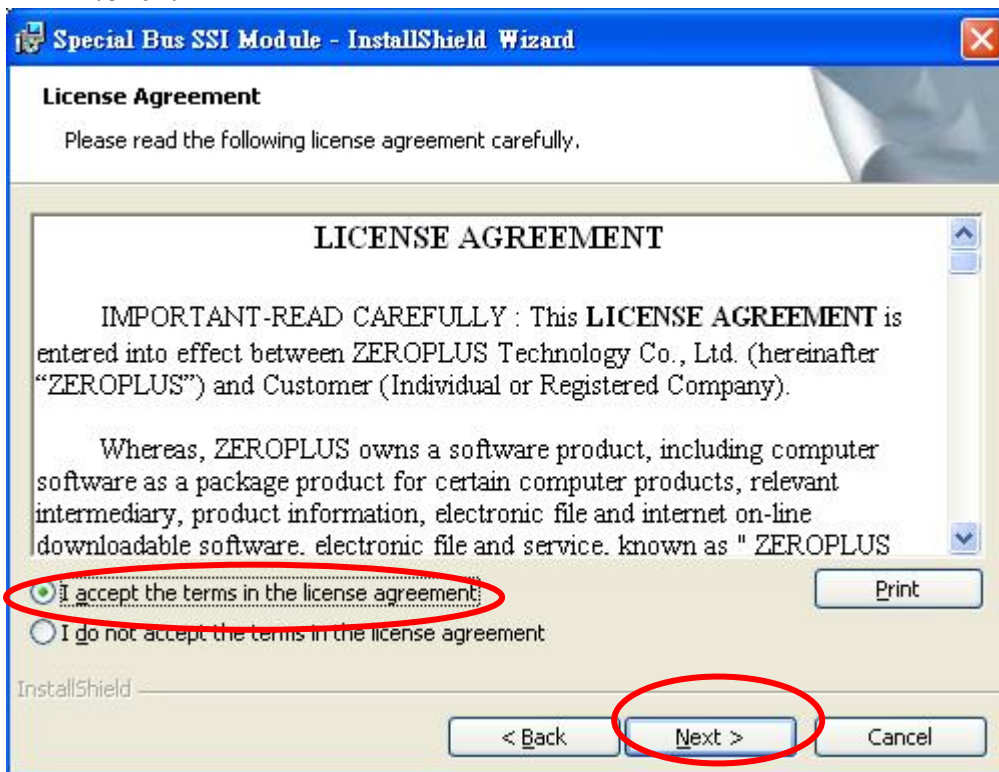 Special Bus SSI Module - InstallShield Wizard
License Agreement
Please read the following license agreement carefully.
LICENSE AGREEMENT
IMPORTANT-READ CAREFULLY : This LICENSE AGREEMENT is
entered into effect between ZEROPLUS Technology Co., Ltd. (hereinafter
“ZEROPLUS”) and Customer (Individual or Registered Company).
Whereas, ZEROPLUS owns a software product, including computer
software as a package product for certain computer products, relevant
intermediary, product information, electronic file and internet on-line
downloadable software, electronic file and service, known as " ZEROPLUS
I accept the terms in the license agreement
Print
I do not accept the terms in the license agreement
InstallShield
< Back
Next >
Cancel